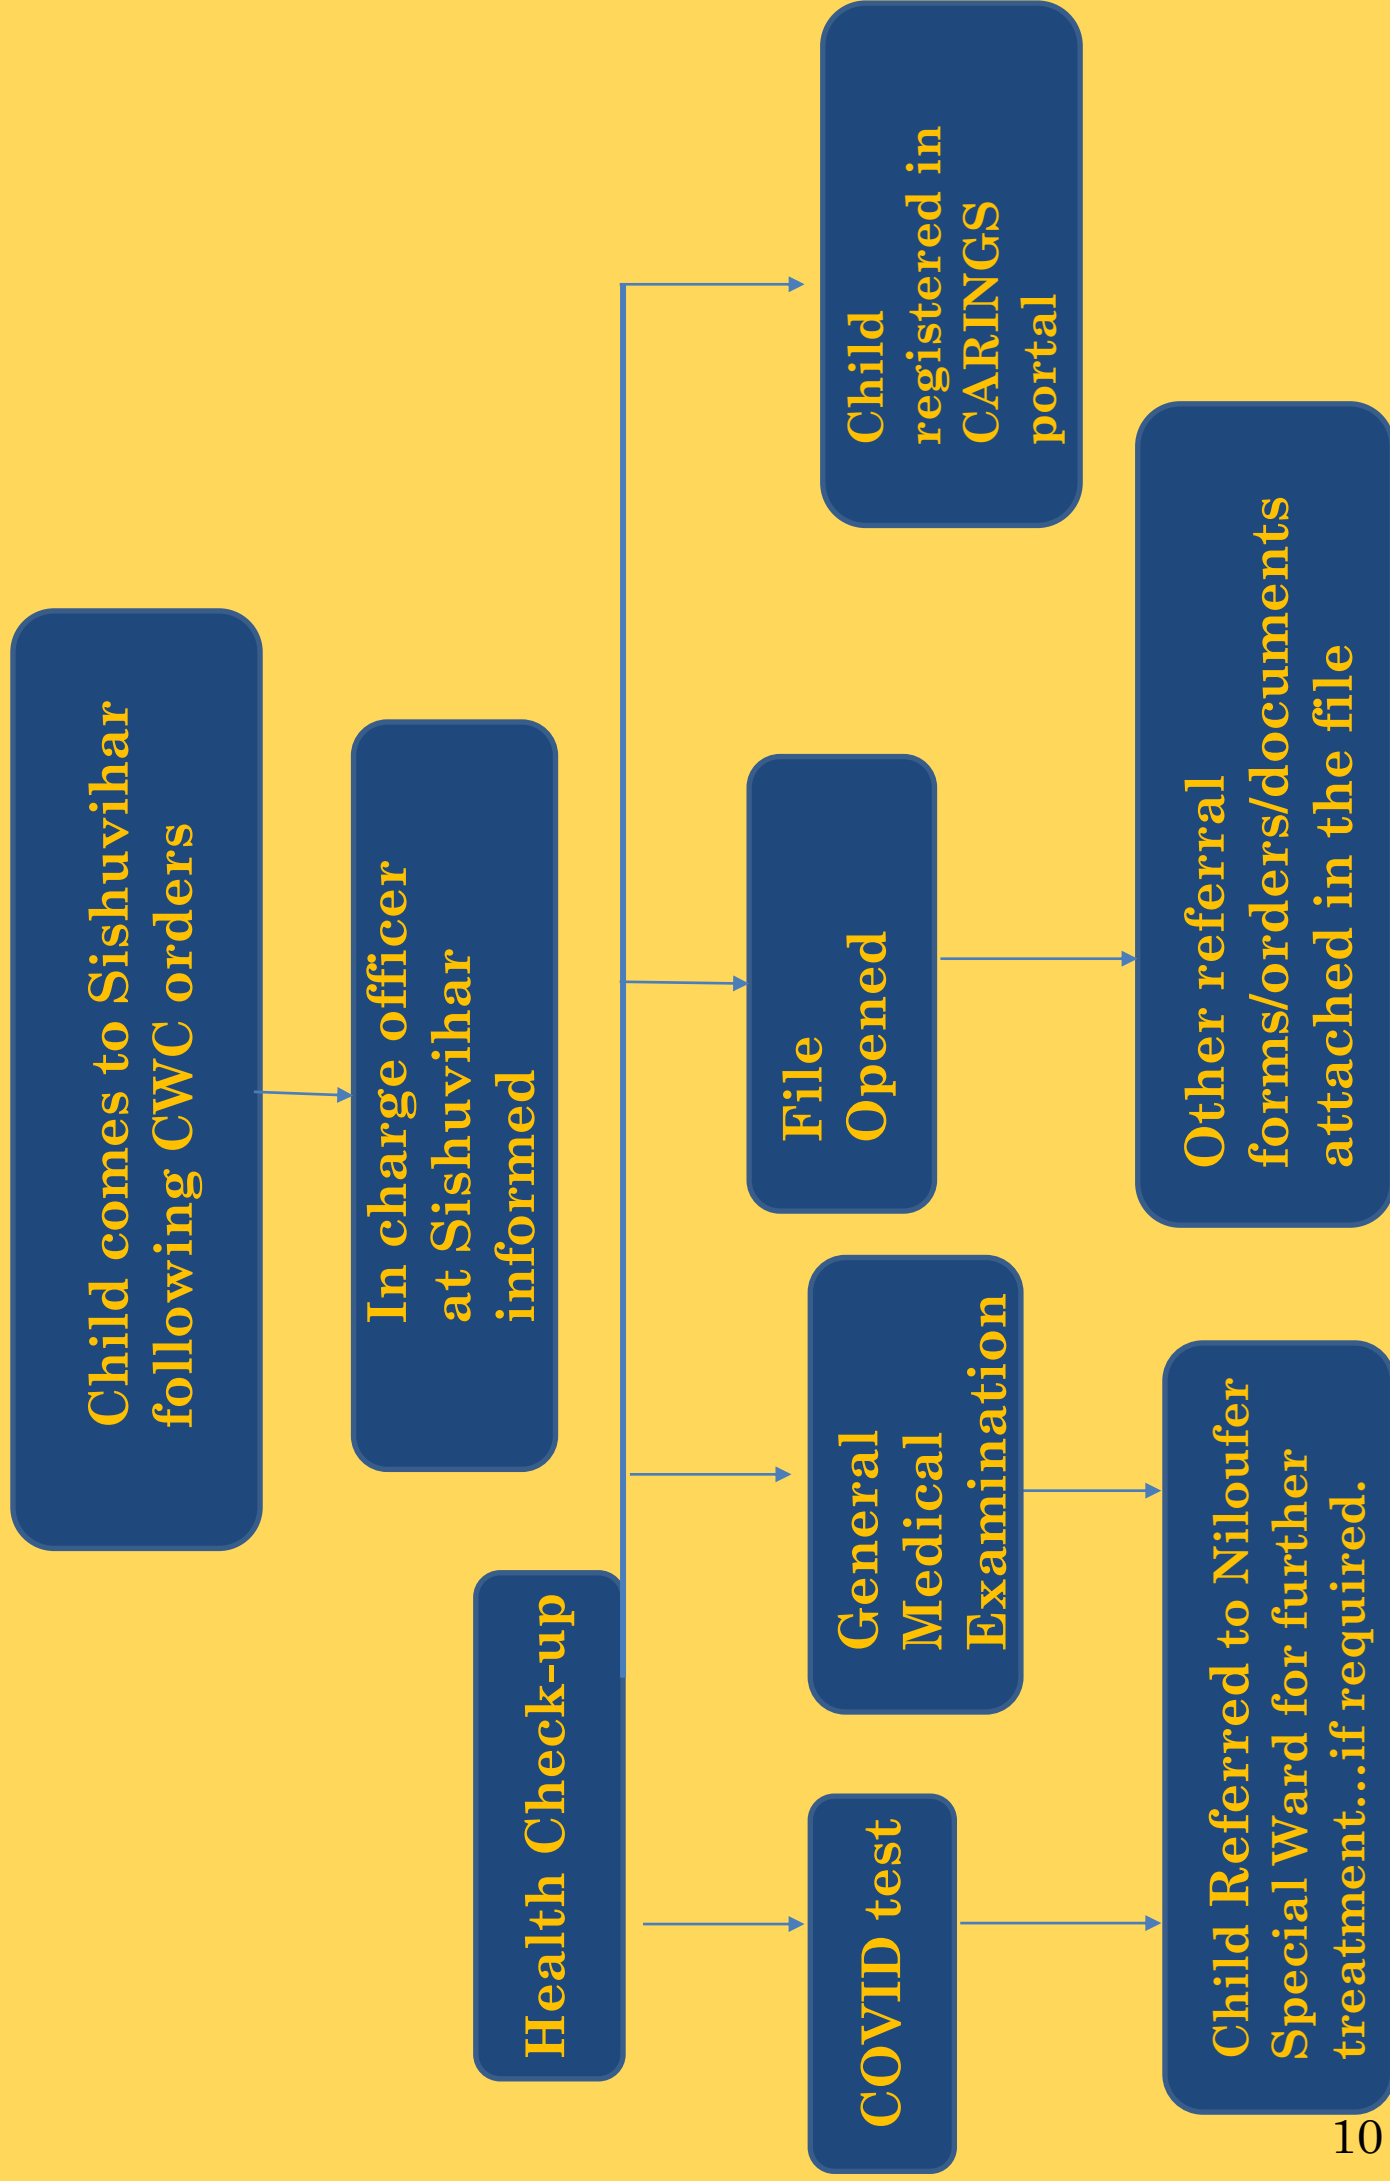 Child comes to Sishuvihar
following CWC orders
In charge officer
at Sishuvihar
informed
Health Check-up
COVID test
General
Medical
Examination
File
Opened
Child
registered in
CARINGS
portal
Child Referred to Niloufer
Special Ward for further
treatment...if required.
Other referral
forms/orders/documents
attached in the file
10